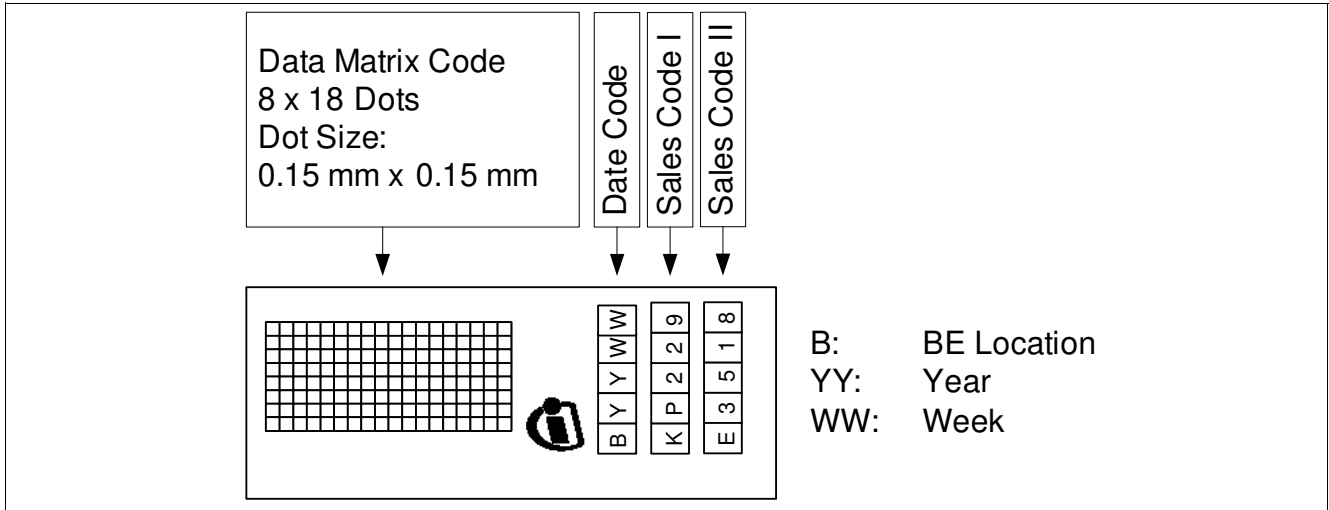 Data Matrix Code
8 x 18 Dots
Dot Size:
0.15 mm x 0.15 mm
Date Code
Sales Code I
Sales Code II
BYYWW
KP229
E3518
B: BE Location
YY: Year
WW: Week